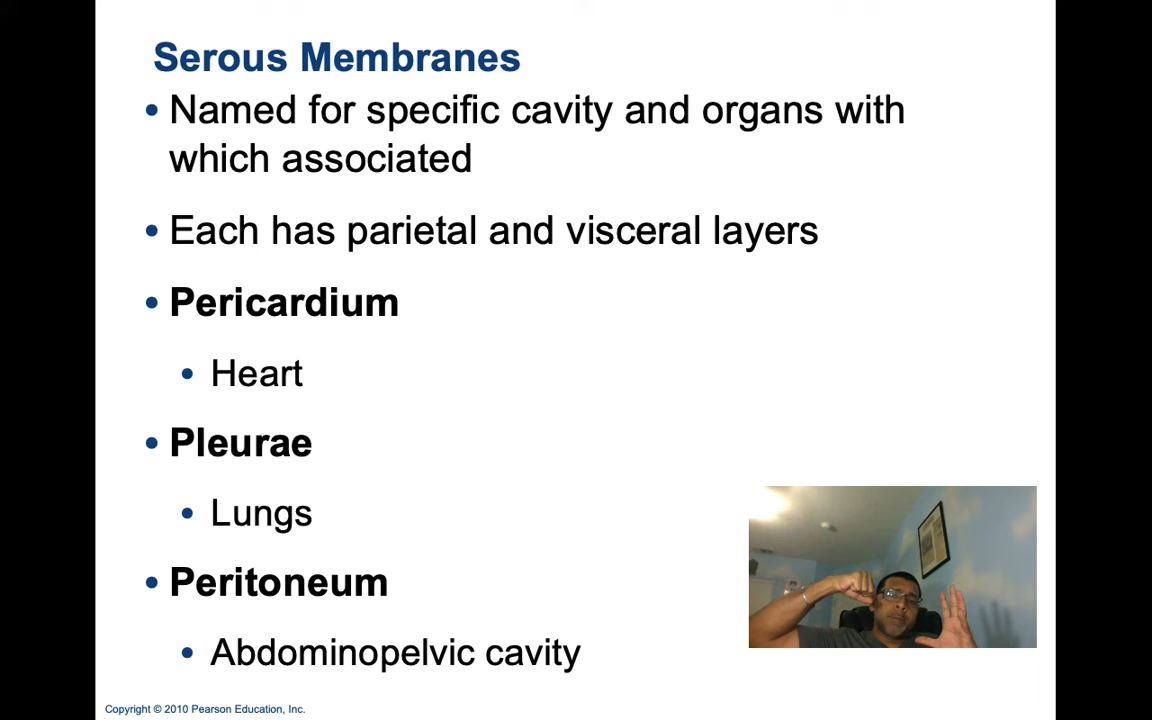 Serous Membranes
• Named for specific cavity and organs with
which associated
• Each has parietal and visceral layers
• Pericardium
• Heart
• Pleurae
• Lungs
• Peritoneum
• Abdominopelvic cavity
Copyright © 2010 Pearson Education, Inc.